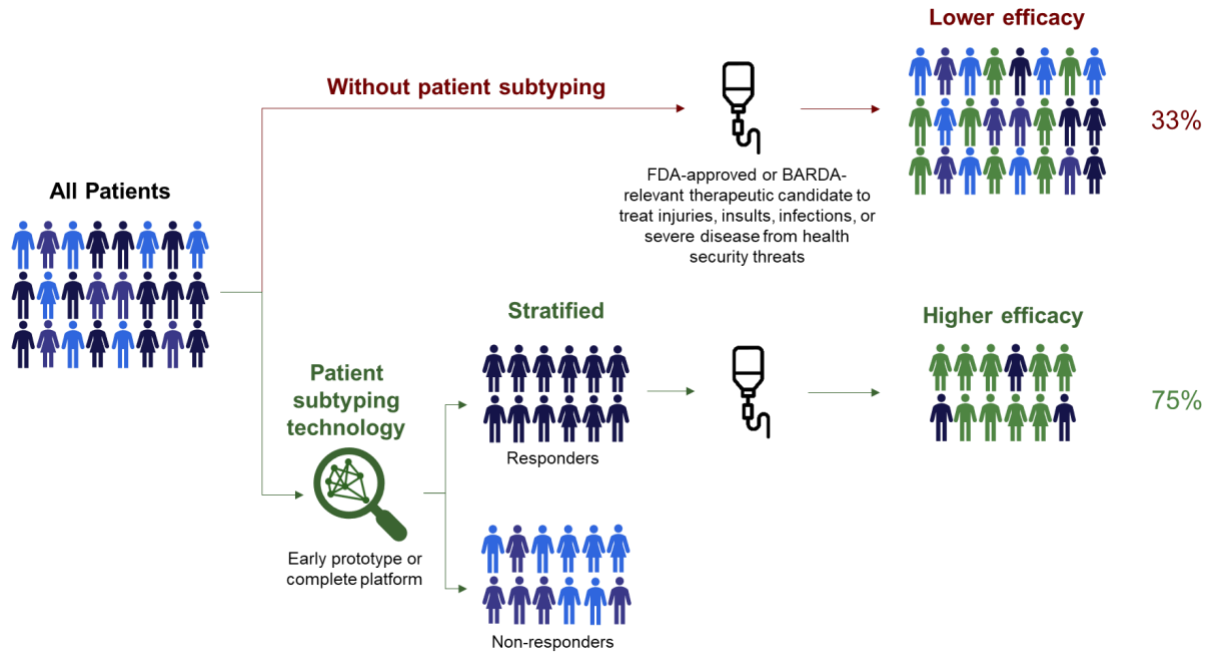 Lower efficacy
Without patient subtyping
33%
All Patients
FDA-approved or BARDA-
relevant therapeutic candidate to
treat injuries, insults, infections, or
severe disease from health
security threats
Stratified
Higher efficacy
Patient
subtyping
technology
75%
Responders
Early prototype or
complete platform
Non-responders